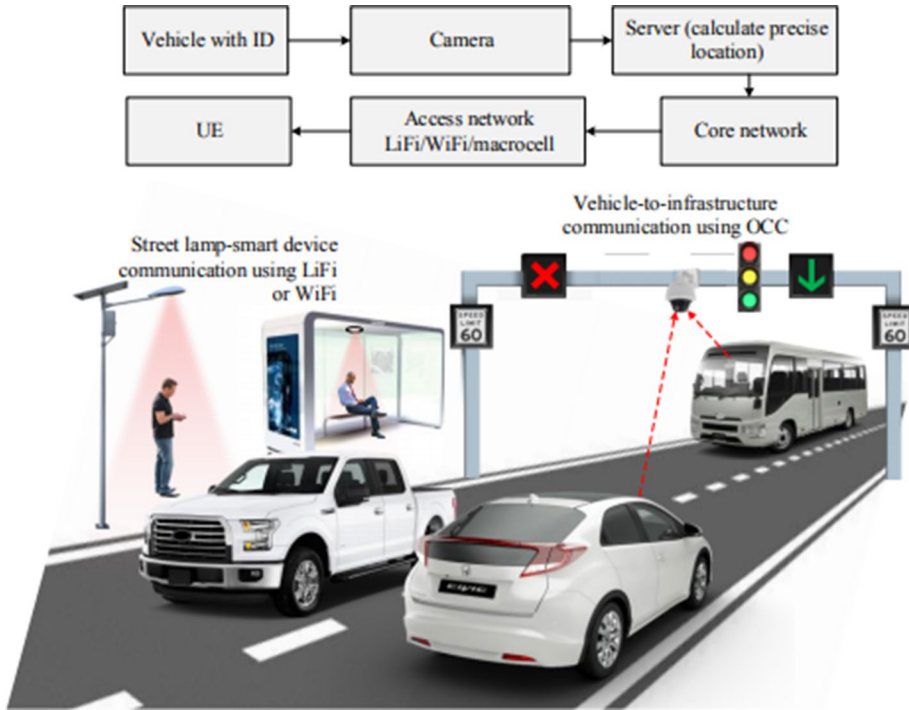 Vehicle with ID
Camera
Server (calculate precise
location)
UE
Access network
LiFi/WiFi/macrocell
Core network
Vehicle-to-infrastructure
communication using OCC
Street lamp-smart device
communication using LiFi
or WiFi
SPEED
LIMIT
60
SPEED
LIMIT
60
CIVIC